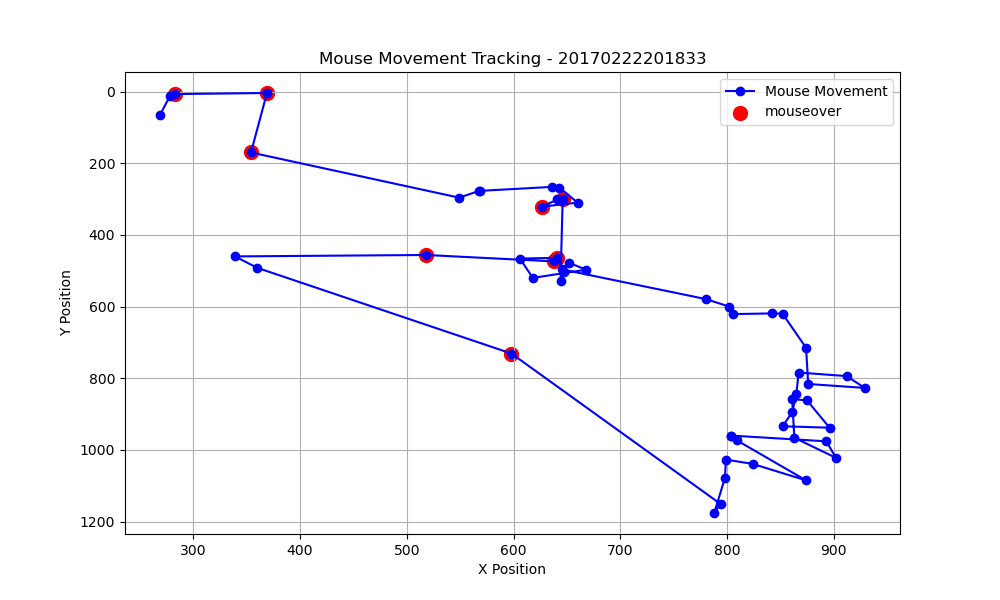 Mouse Movement Tracking - 20170222201833
Mouse Movement
mouseover
Y Position
0
200
400
600
800
1000
1200
300 400 500 600 700 800 900
X Position